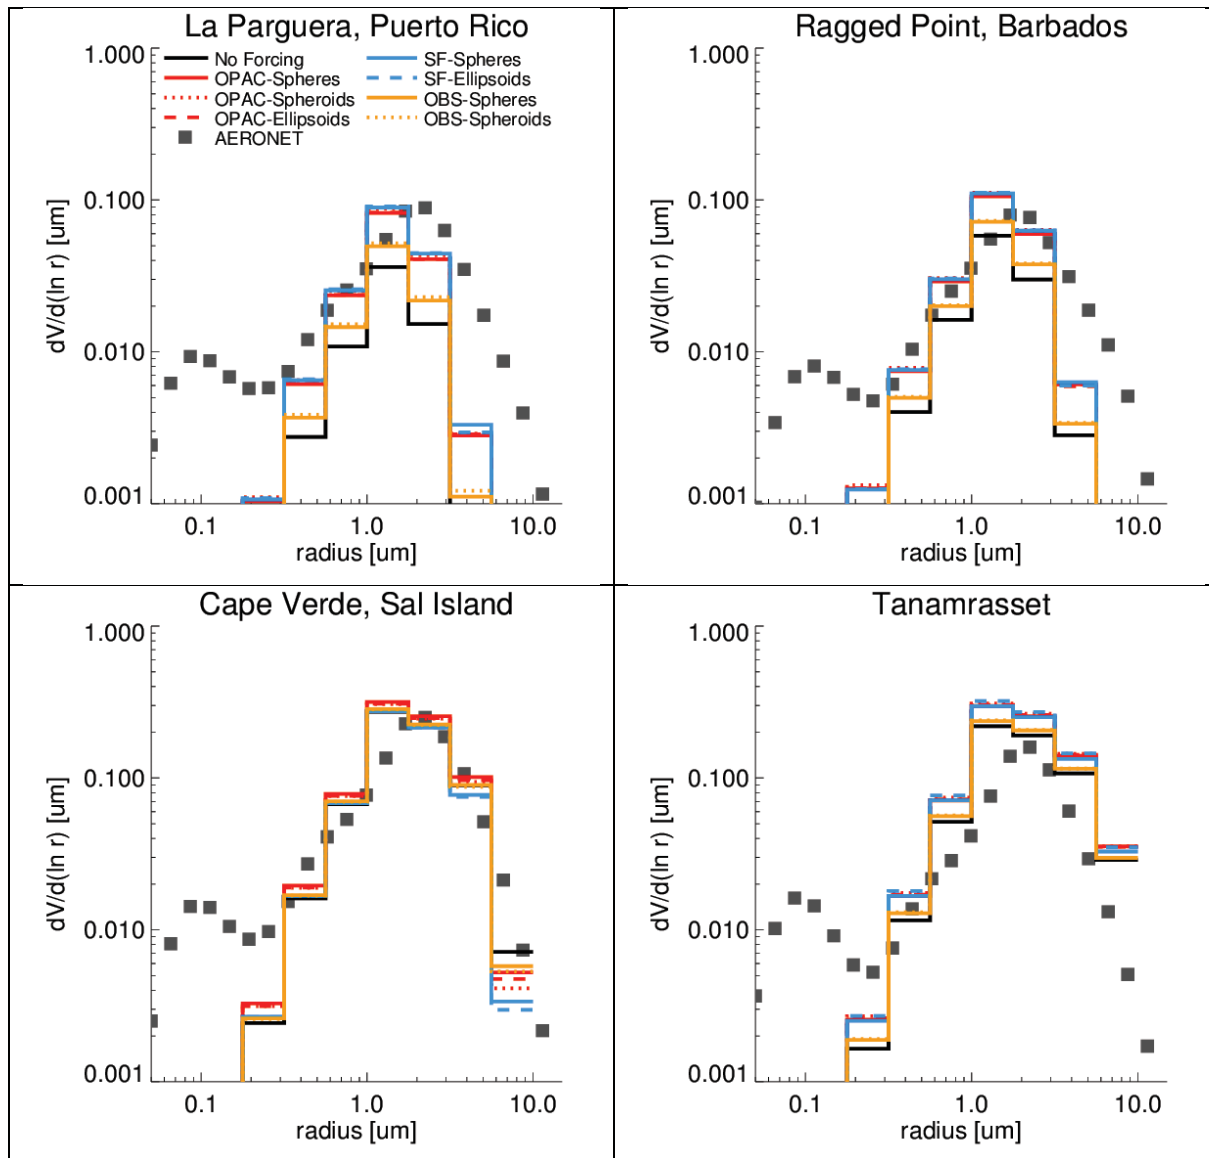 La Parguera, Puerto Rico
No Forcing
OPAC-Spheres
OPAC-Spheroids
OPAC-Ellipsoids
AERONET
SF-Spheres
SF-Ellipsoids
OBS-Spheres
OBS-Spheroids
1.000
0.100
0.010
0.001
dV/d(ln r) [um]
0.1 1.0 10.0
radius [um]
Ragged Point, Barbados
1.000
0.100
0.010
0.001
dV/d(ln r) [um]
0.1 1.0 10.0
radius [um]
Cape Verde, Sal Island
1.000
0.100
0.010
0.001
dV/d(ln r) [um]
0.1 1.0 10.0
radius [um]
Tanamrasset
1.000
0.100
0.010
0.001
dV/d(ln r) [um]
0.1 1.0 10.0
radius [um]